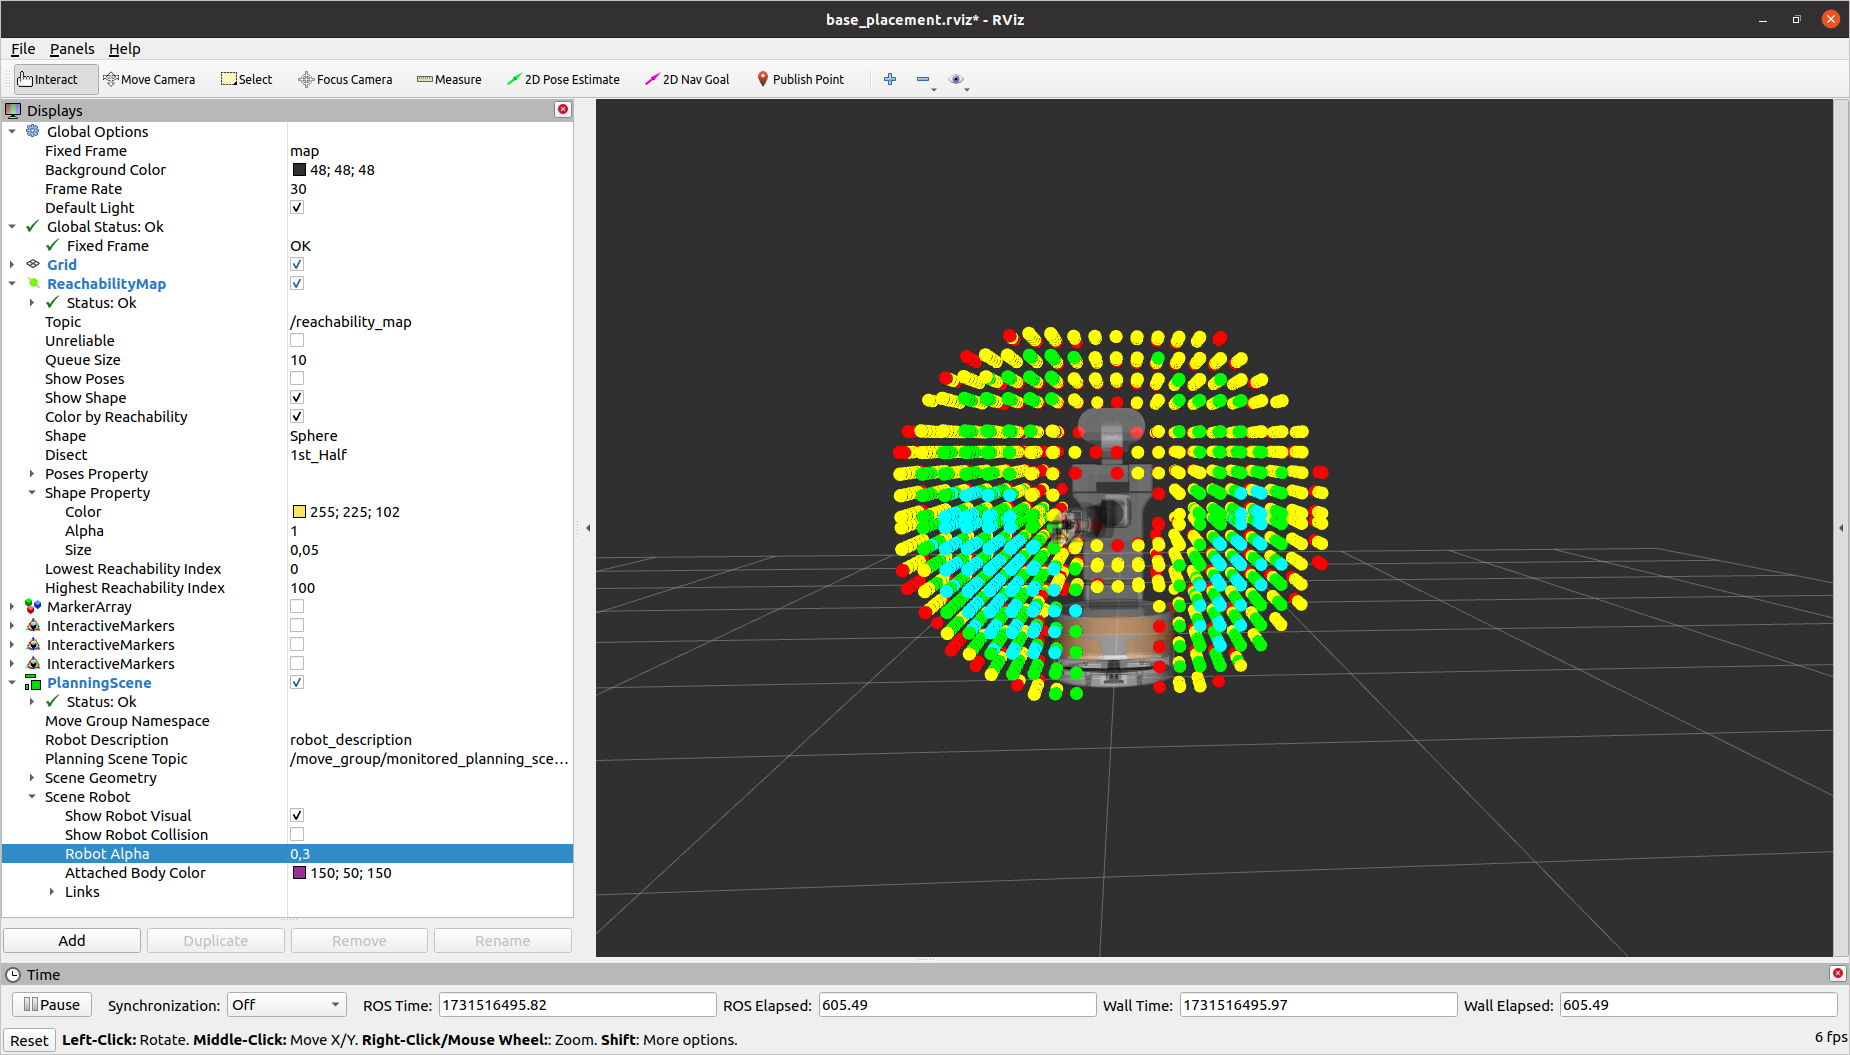 base_placement.rviz* - RViz
File Panels Help
Interact Move Camera Select Focus Camera Measure 2D Pose Estimate 2D Nav Goal Publish Point
Displays
Global Options
Fixed Frame map
Background Color 48; 48; 48
Frame Rate 30
Default Light
Global Status: Ok
Fixed Frame OK
Grid
ReachabilityMap
Status: Ok
Topic /reachability_map
Unreliable
Queue Size 10
Show Poses
Show Shape
Color by Reachability
Shape Sphere
Disect 1st_Half
Poses Property
Shape Property
Color 255; 225; 102
Alpha 1
Size 0,05
Lowest Reachability Index 0
Highest Reachability Index 100
MarkerArray
InteractiveMarkers
InteractiveMarkers
InteractiveMarkers
PlanningScene
Status: Ok
Move Group Namespace
Robot Description robot_description
Planning Scene Topic /move_group/monitored_planning_sce...
Scene Geometry
Scene Robot
Show Robot Visual
Show Robot Collision
Robot Alpha 0,3
Attached Body Color 150; 50; 150
Links
Add Duplicate Remove Rename
Time
Pause Synchronization: Off ROS Time: 1731516495.82 ROS Elapsed: 605.49 Wall Time: 1731516495.97 Wall Elapsed: 605.49
Reset Left-Click: Rotate. Middle-Click: Move X/Y. Right-Click/Mouse Wheel:: Zoom. Shift: More options. 6 fps